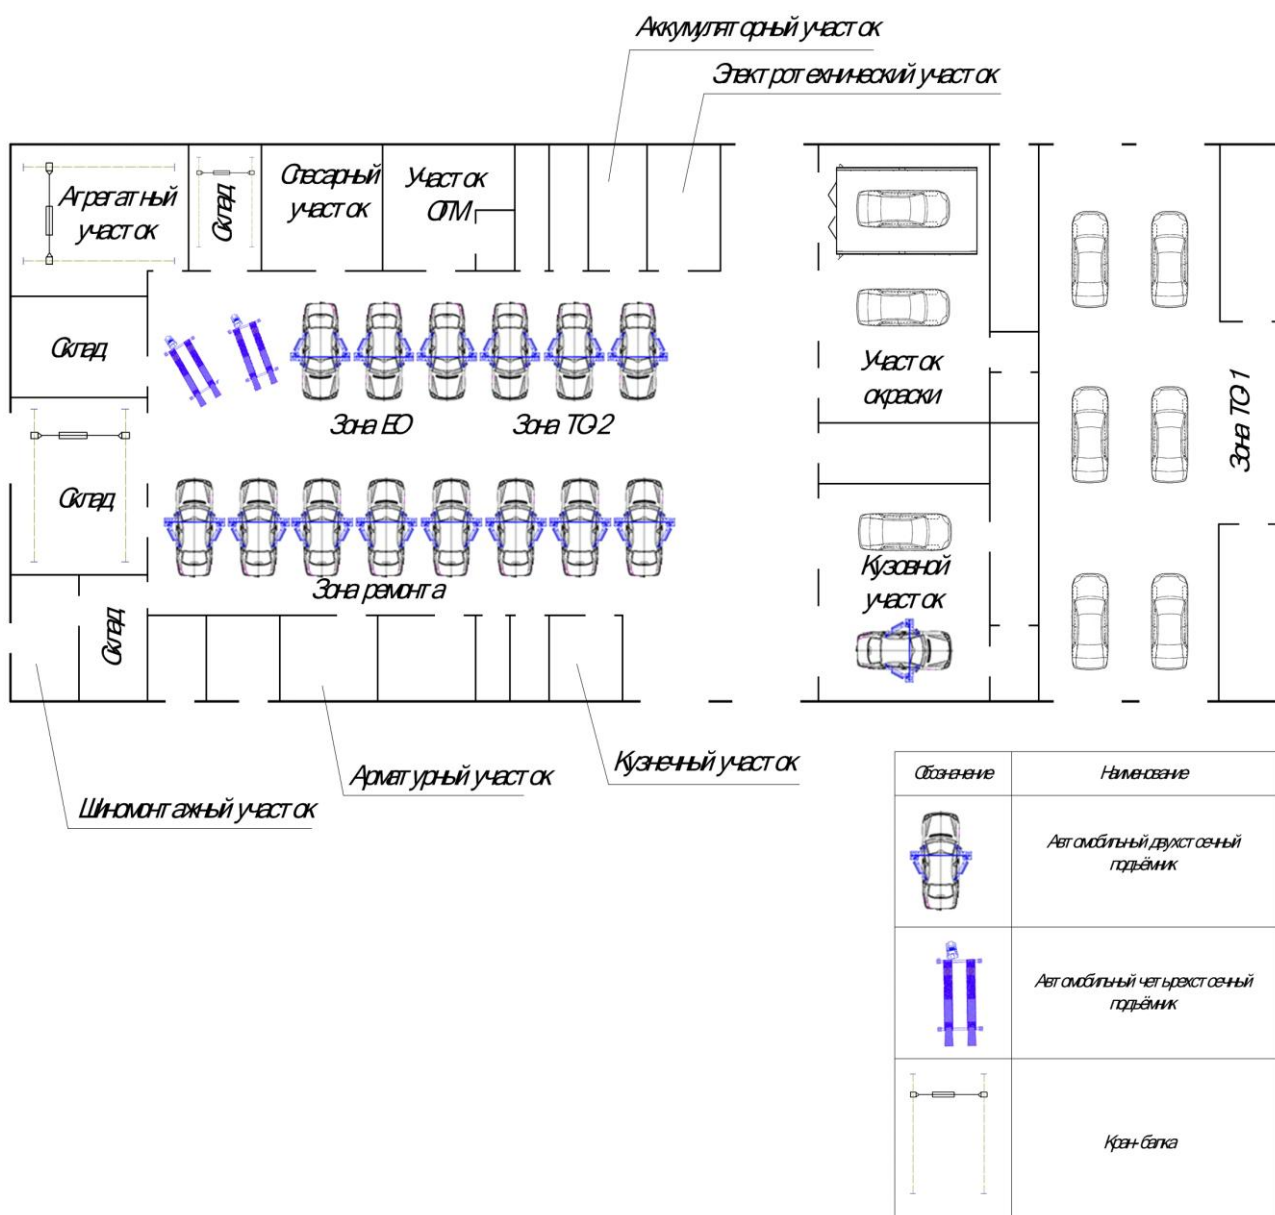 Аккумуляторный участок
Электротехнический участок
Агрегатный
участок
Склад
Слесарный
участок
Участок
ОГМ
Склад
Зона ЕО
Зона ТО-2
Участок
окраски
Зона ТО-1
Склад
Зона ремонта
Кузовной
участок
Склад
Арматурный участок
Кузнечный участок
Шиномонтажный участок
Обозначение
Наименование
Автомобильный двухстоечный
подъёмник
Автомобильный четырехстоечный
подъёмник
Кран-балка